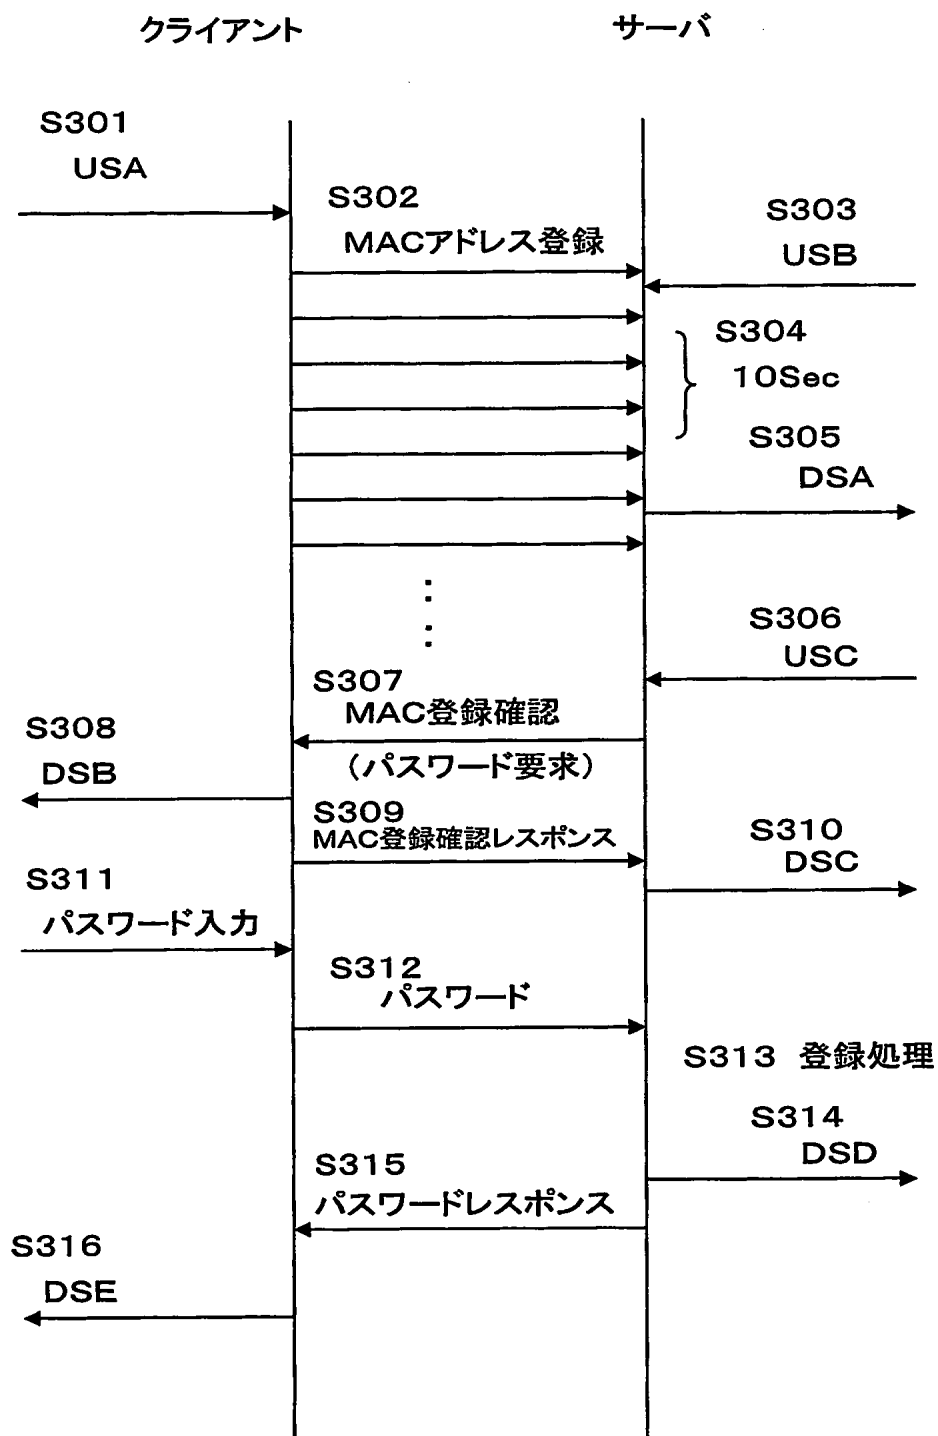 クライアント
サーバ
S301
USA
S302
MACアドレス登録
S303
USB
S304
10Sec
S305
DSA
S306
USC
S307
MAC登録確認
(パスワード要求)
S308
DSB
S309
MAC登録確認レスポンス
S310
DSC
S311
パスワード入力
S312
パスワード
S313 登録処理
S314
DSD
S315
パスワードレスポンス
S316
DSE